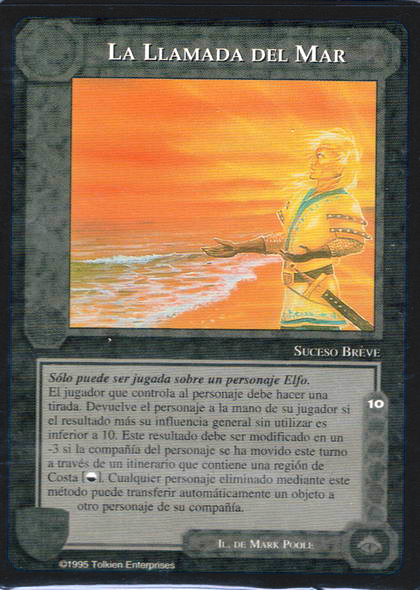 La Llamada del Mar
Suceso Breve
Sólo puede ser jugada sobre un personaje Elfo.
El jugador que controla al personaje debe hacer una
tirada. Devuelve el personaje a la mano de su jugador si
el resultado más su influencia general sin utilizar es
inferior a 10. Este resultado debe ser modificado en un
-3 si la compañía del personaje se ha movido este turno
a través de un itinerario que contiene una región de
Costa [ ]. Cualquier personaje eliminado mediante este
método puede transferir automáticamente un objeto a
otro personaje de su compañía.
10
Il. de Mark Poole
©1995 Tolkien Enterprises